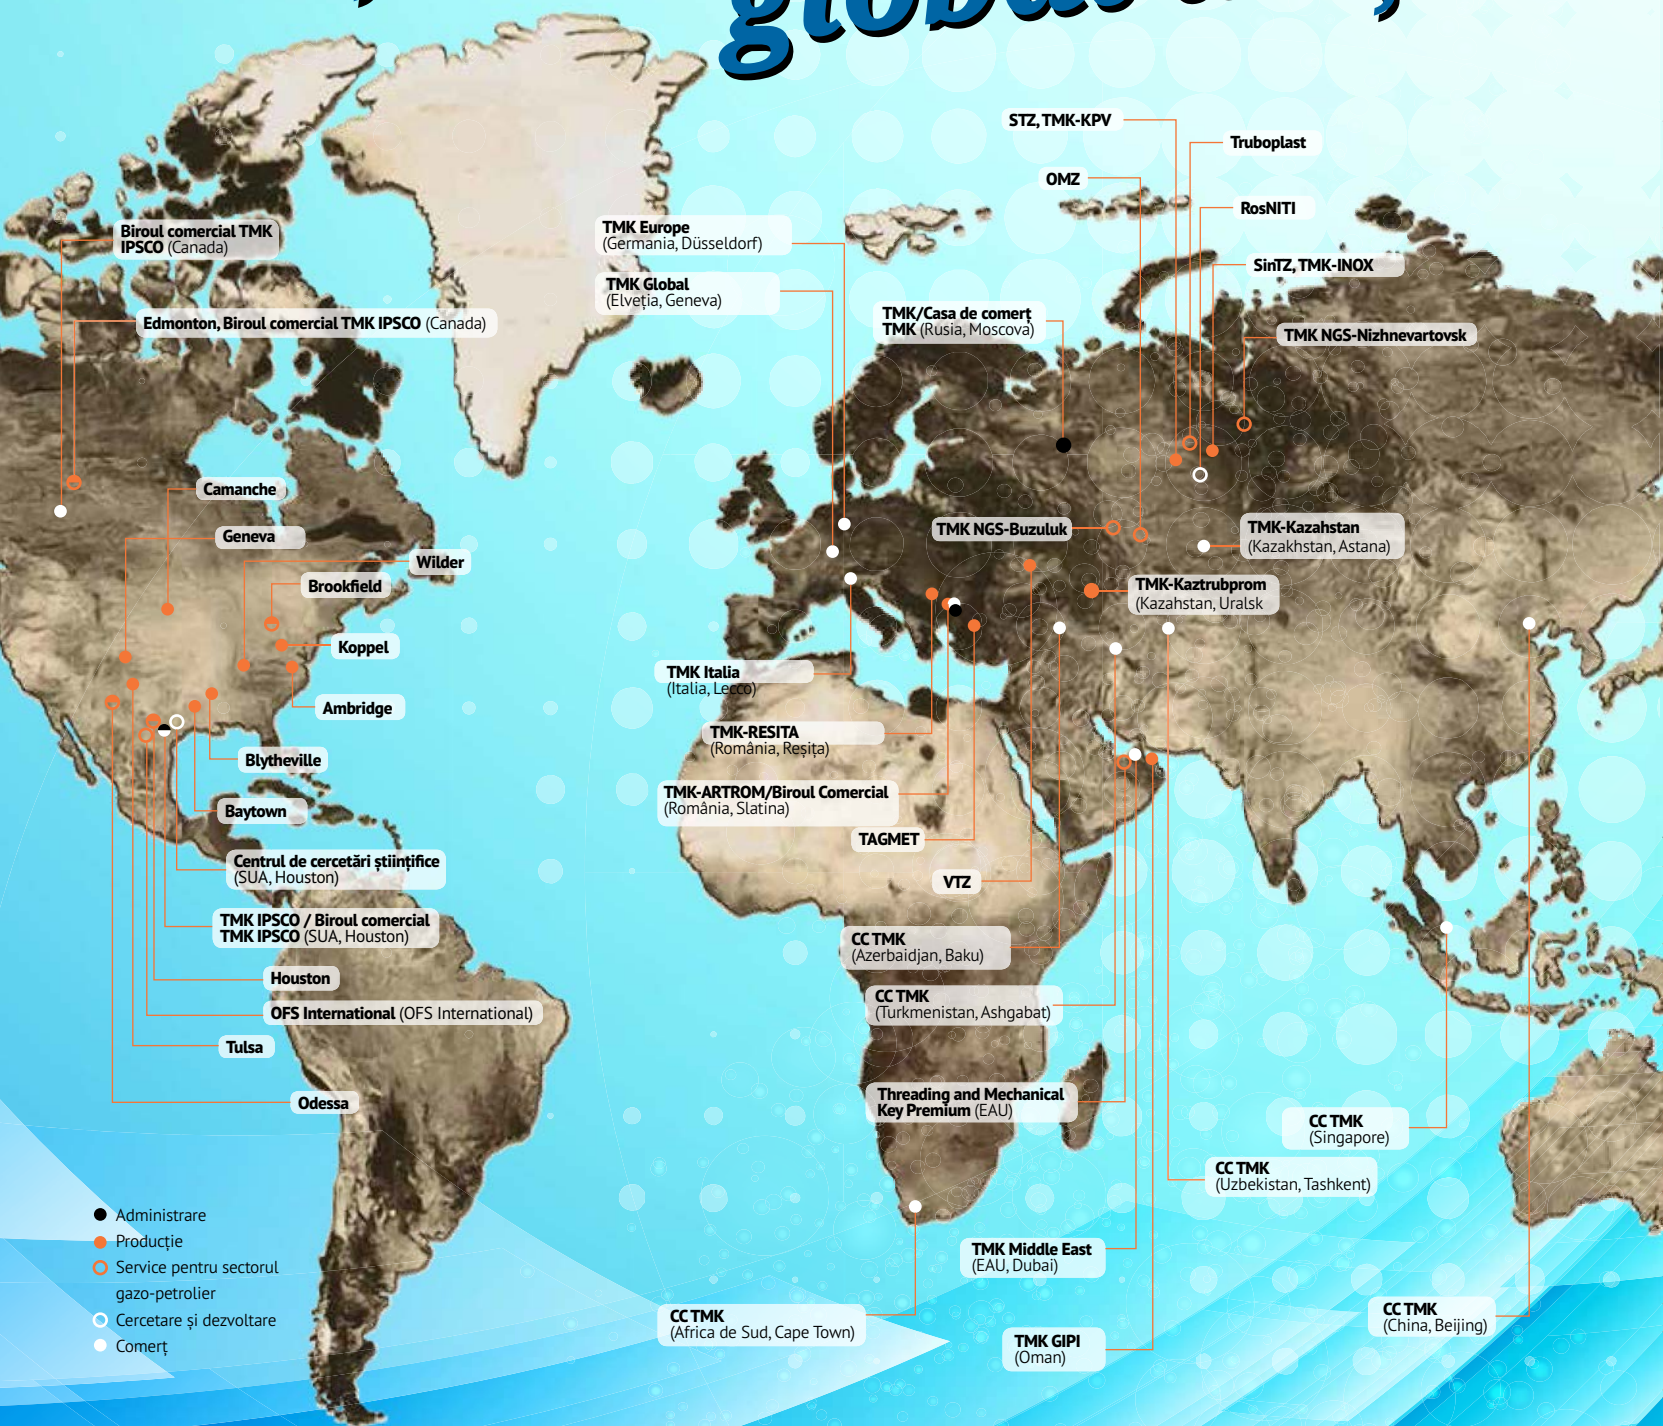 STZ, TMK-KPV
Truboplast
OMZ
RosNITI
Biroul comercial TMK
IPSCO (Canada)
TMK Europe
(Germania, Düsseldorf)
SinTZ, TMK-INOX
TMK Global
(Elveția, Geneva)
TMK/Casa de comerț
TMK (Rusia, Moscova)
Edmonton, Biroul comercial TMK IPSCO (Canada)
TMK NGS-Nizhnevartovsk
Camanche
Geneva
TMK NGS-Buzuluk
TMK-Kazahstan
(Kazakhstan, Astana)
Wilder
Brookfield
TMK-Kaztrubprom
(Kazahstan, Uralsk
Koppel
TMK Italia
(Italia, Lecco)
Ambridge
TMK-RESITA
(România, Reșița)
Blytheville
TMK-ARTROM/Biroul Comercial
(România, Slatina)
Baytown
TAGMET
Centrul de cercetări științifice
(SUA, Houston)
VTZ
TMK IPSCO / Biroul comercial
TMK IPSCO (SUA, Houston)
CC TMK
(Azerbaidjan, Baku)
Houston
CC TMK
(Turkmenistan, Ashgabat)
OFS International (OFS International)
Tulsa
Threading and Mechanical
Key Premium (EAU)
Odessa
CC TMK
(Singapore)
CC TMK
(Uzbekistan, Tashkent)
Administrare
Producție
Service pentru sectorul
gazo-petrolier
Cercetare și dezvoltare
Comerț
TMK Middle East
(EAU, Dubai)
CC TMK
(Africa de Sud, Cape Town)
TMK GIPI
(Oman)
CC TMK
(China, Beijing)